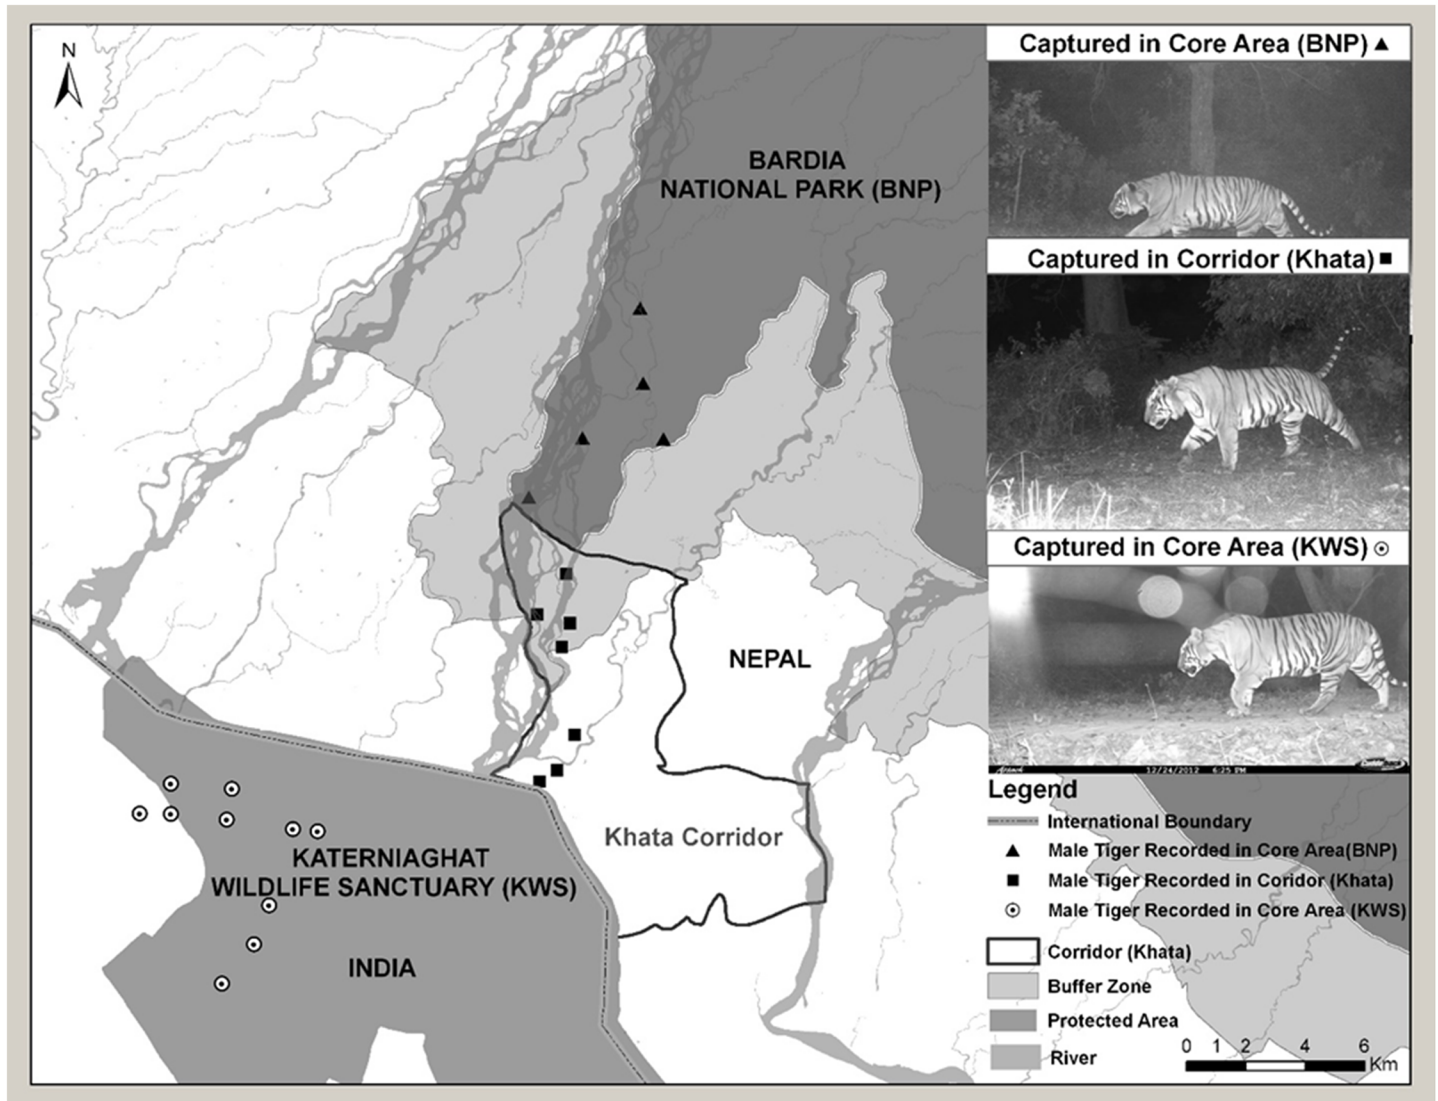 N
Captured in Core Area (BNP)
BARDIA
NATIONAL PARK (BNP)
Captured in Corridor (Khata)
Captured in Core Area (KWS)
NEPAL
12/24/2012 6:25 PM
Legend
International Boundary
Male Tiger Recorded in Core Area(BNP)
Male Tiger Recorded in Coridor (Khata)
Male Tiger Recorded in Core Area (KWS)
Corridor (Khata)
Buffer Zone
Protected Area
River
0 1 2 4 6
Km
Khata Corridor
KATERNIAGHAT
WILDLIFE SANCTUARY (KWS)
INDIA